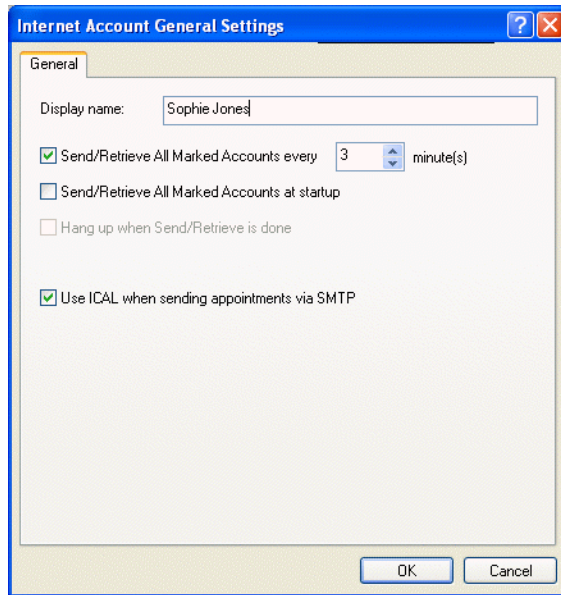 Internet Account General Settings
General
Display name: Sophie Jones
Send/Retrieve All Marked Accounts every 3 minute(s)
Send/Retrieve All Marked Accounts at startup
Hang up when Send/Retrieve is done
Use ICAL when sending appointments via SMTP
OK Cancel